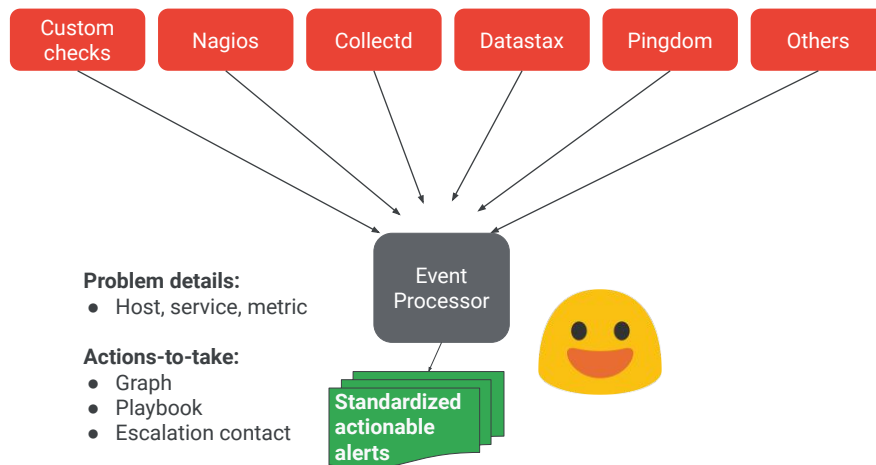 Custom
checks
Nagios
Collectd
Datastax
Pingdom
Others
Event
Processor
Problem details:
● Host, service, metric
Actions-to-take:
● Graph
● Playbook
● Escalation contact
Standardized
actionable
alerts